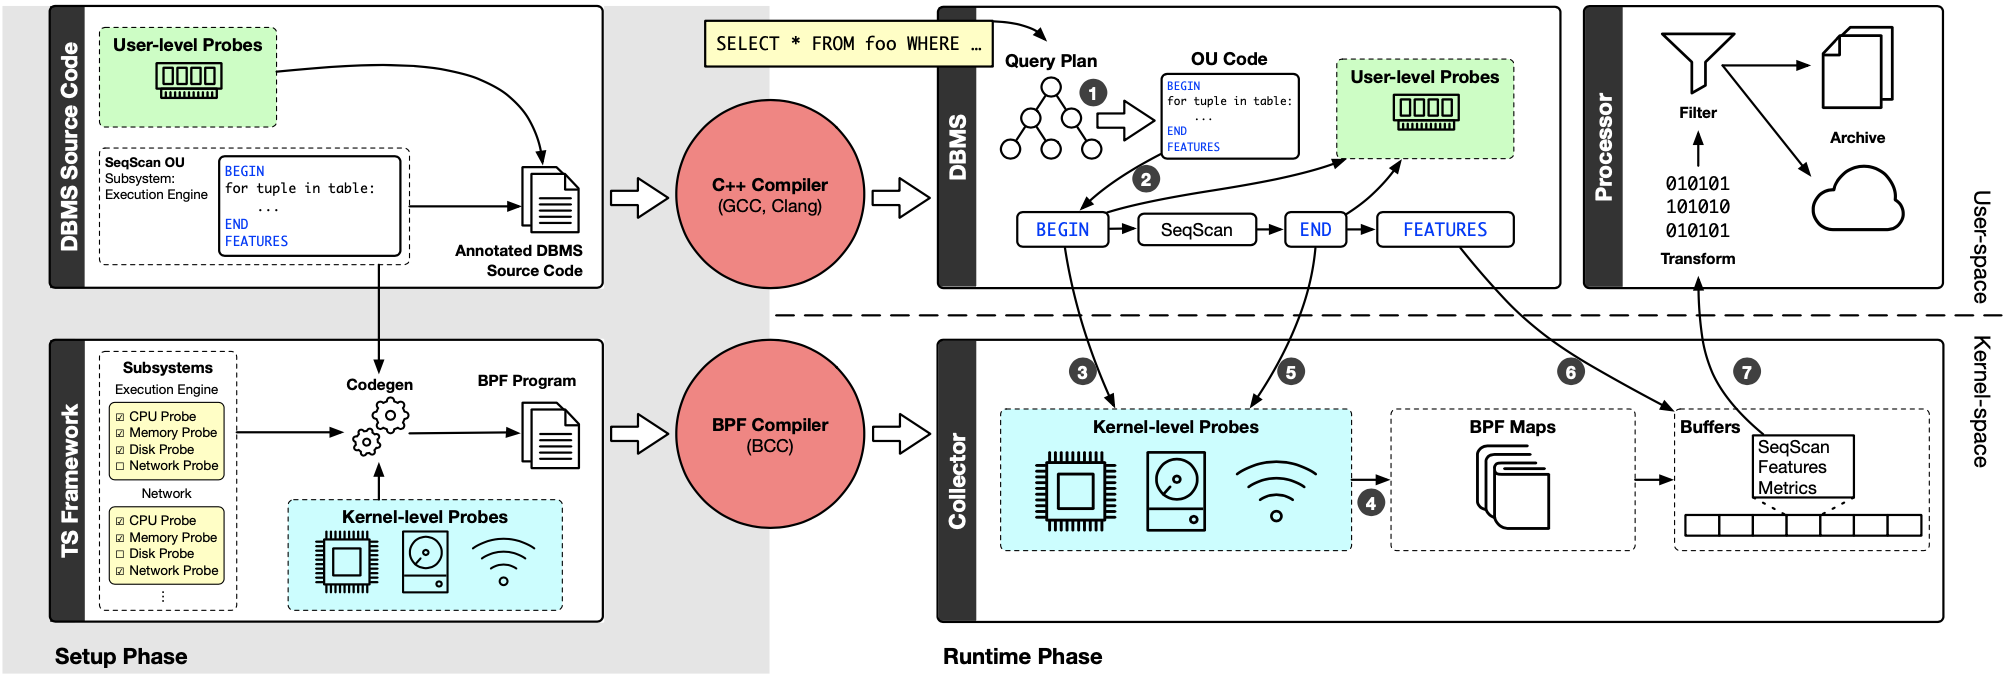 DBMS Source Code
User-level Probes
SeqScan OU
Subsystem:
Execution Engine
BEGIN
for tuple in table:
...
END
FEATURES
Annotated DBMS
Source Code
C++ Compiler
(GCC, Clang)
SELECT * FROM foo WHERE …
DBMS
Query Plan
1
OU Code
BEGIN
for tuple in table:
...
END
FEATURES
User-level Probes
2
BEGIN
SeqScan
END
FEATURES
Processor
Filter
Archive
010101
101010
010101
Transform
User-space
Kernel-space
TS Framework
Subsystems
Execution Engine
☑ CPU Probe
☑ Memory Probe
☑ Disk Probe
☐ Network Probe
Network
☑ CPU Probe
☑ Memory Probe
☐ Disk Probe
☑ Network Probe
⋮
Codegen
BPF Program
Kernel-level Probes
BPF Compiler
(BCC)
Collector
3
5
6
7
Kernel-level Probes
4
BPF Maps
Buffers
SeqScan
Features
Metrics
Setup Phase
Runtime Phase